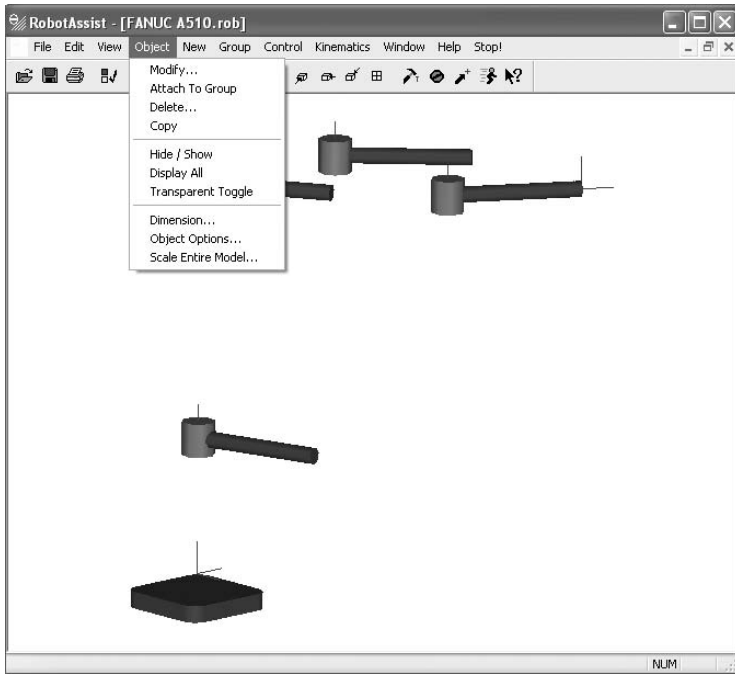 RobotAssist - [FANUC A510.rob]
File Edit View Object New Group Control Kinematics Window Help Stop!
Modify...
Attach To Group
Delete...
Copy
Hide / Show
Display All
Transparent Toggle
Dimension...
Object Options...
Scale Entire Model...
NUM